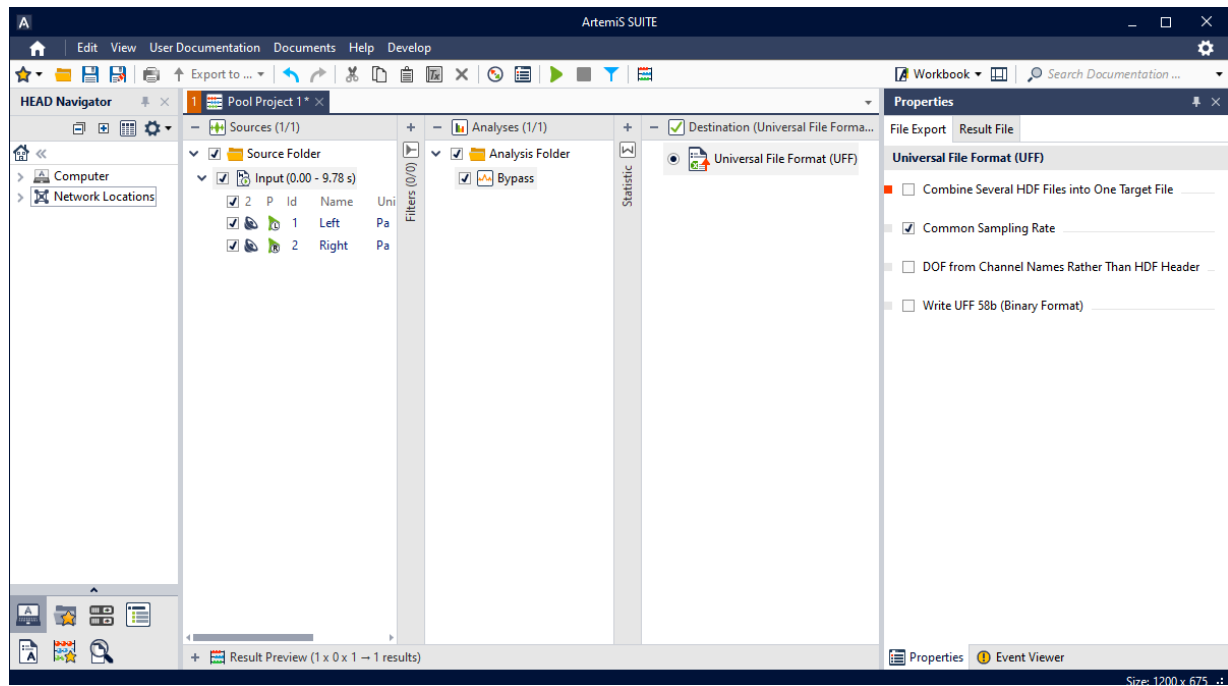 ArtemiS SUITE
Edit View User Documentation Documents Help Develop
Export to ...
Workbook
Search Documentation ...
HEAD Navigator
1 Pool Project 1*
Properties
Sources (1/1)
Analyses (1/1)
Destination (Universal File Forma...
File Export Result File
Source Folder
Analysis Folder
Universal File Format (UFF)
Universal File Format (UFF)
Computer
Input (0.00 - 9.78 s)
Bypass
Network Locations
2 P Id Name Uni
1 Left Pa
2 Right Pa
Filters (0/0)
Statistic
Combine Several HDF Files into One Target File
Common Sampling Rate
DOF from Channel Names Rather Than HDF Header
Write UFF 58b (Binary Format)
Result Preview (1 x 0 x 1 → 1 results)
Properties Event Viewer
Size: 1200 x 675